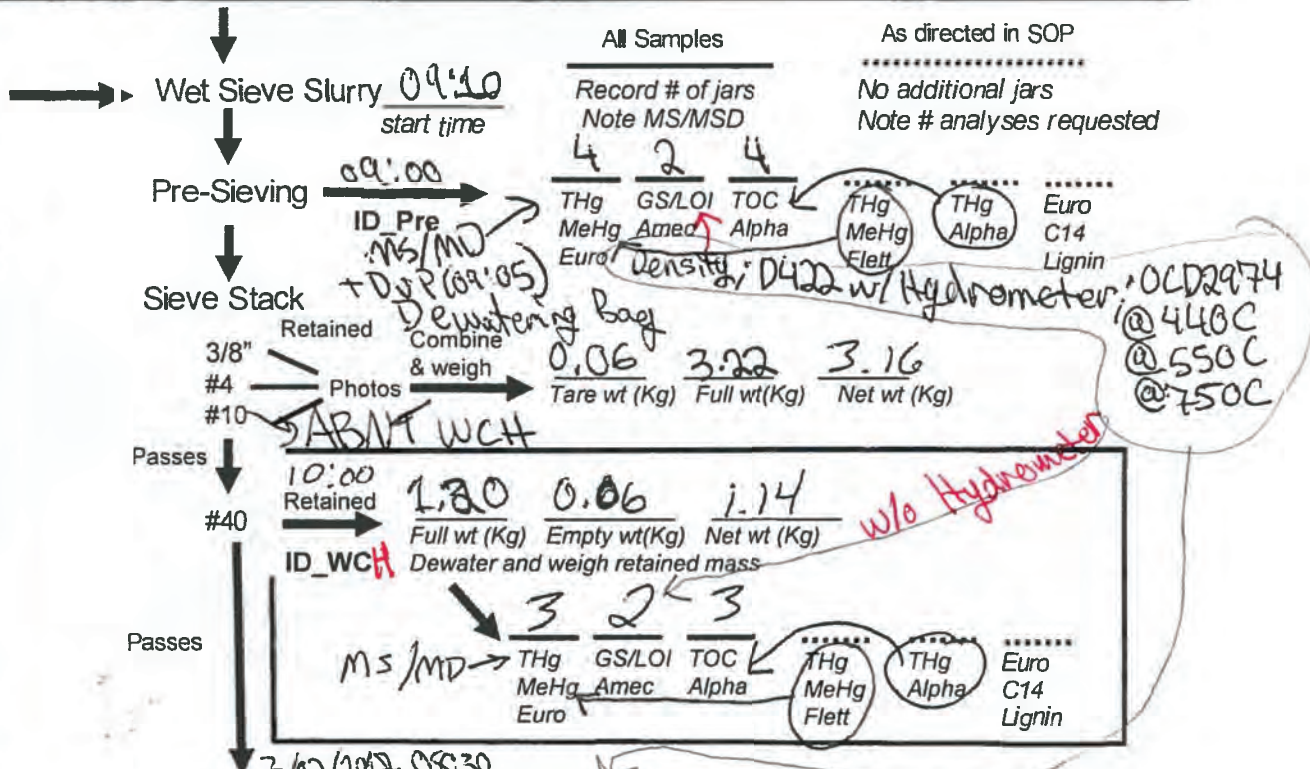 All Samples
As directed in SOP
Wet Sieve Slurry 09:10
start time
Record # of jars
Note MS/MSD
No additional jars
Note # analyses requested
4 2 4
Pre-Sieving 09:00
ID_Pre
THg GS/LOI TOC THg THg Euro
MeHg Amec Alpha MeHg Alpha C14
Euro Flett Lignin
MS/MD
+ DUP (09:05)
Density; D422 w/ Hydrometer;
@440C
@550C
@750C
Dewatering Bag
Sieve Stack
Retained
3/8"
#4
#10
Photos
Combine
& weigh
0.06 3.22 3.16
Tare wt (Kg) Full wt(Kg) Net wt (Kg)
WCH
Passes
10:00
Retained
#40
1.20 0.06 1.14
Full wt (Kg) Empty wt(Kg) Net wt (Kg)
w/o Hydrometer
ID_WCH Dewater and weigh retained mass
3 2 3
Passes
MS/MD
THg GS/LOI TOC THg THg Euro
MeHg Amec Alpha MeHg Alpha C14
Euro Flett Lignin